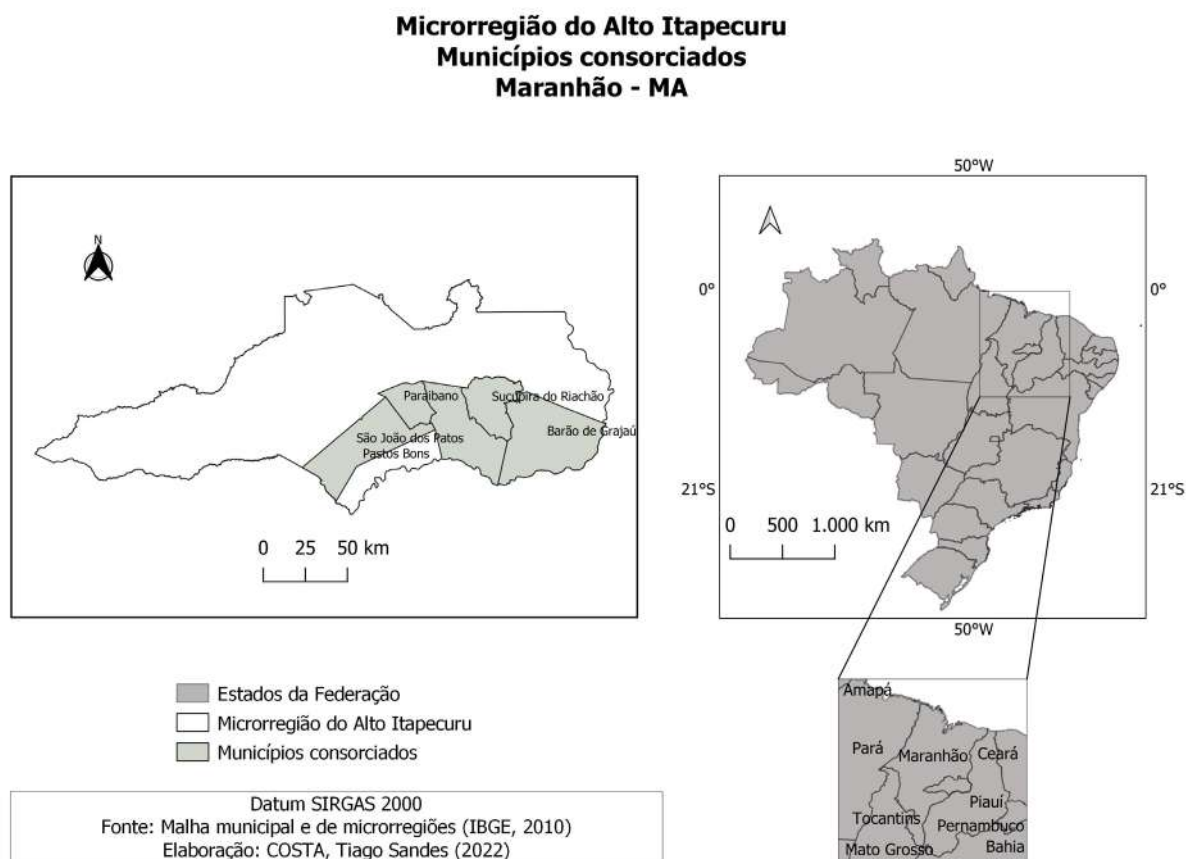 Microrregião do Alto Itapecuru
Municípios consorciados
Maranhão - MA
N
Paraibano
Sucupira do Riachão
Barão de Grajaú
São João dos Patos
Pastos Bons
0 25 50 km
50°W
0°
0°
21°S
21°S
0 500 1.000 km
50°W
Estados da Federação
Microrregião do Alto Itapecuru
Municípios consorciados
Datum SIRGAS 2000
Fonte: Malha municipal e de microrregiões (IBGE, 2010)
Elaboração: COSTA, Tiago Sandes (2022)
Amapá
Pará
Maranhão
Ceará
Piauí
Tocantins
Pernambuco
Mato Grosso
Bahia